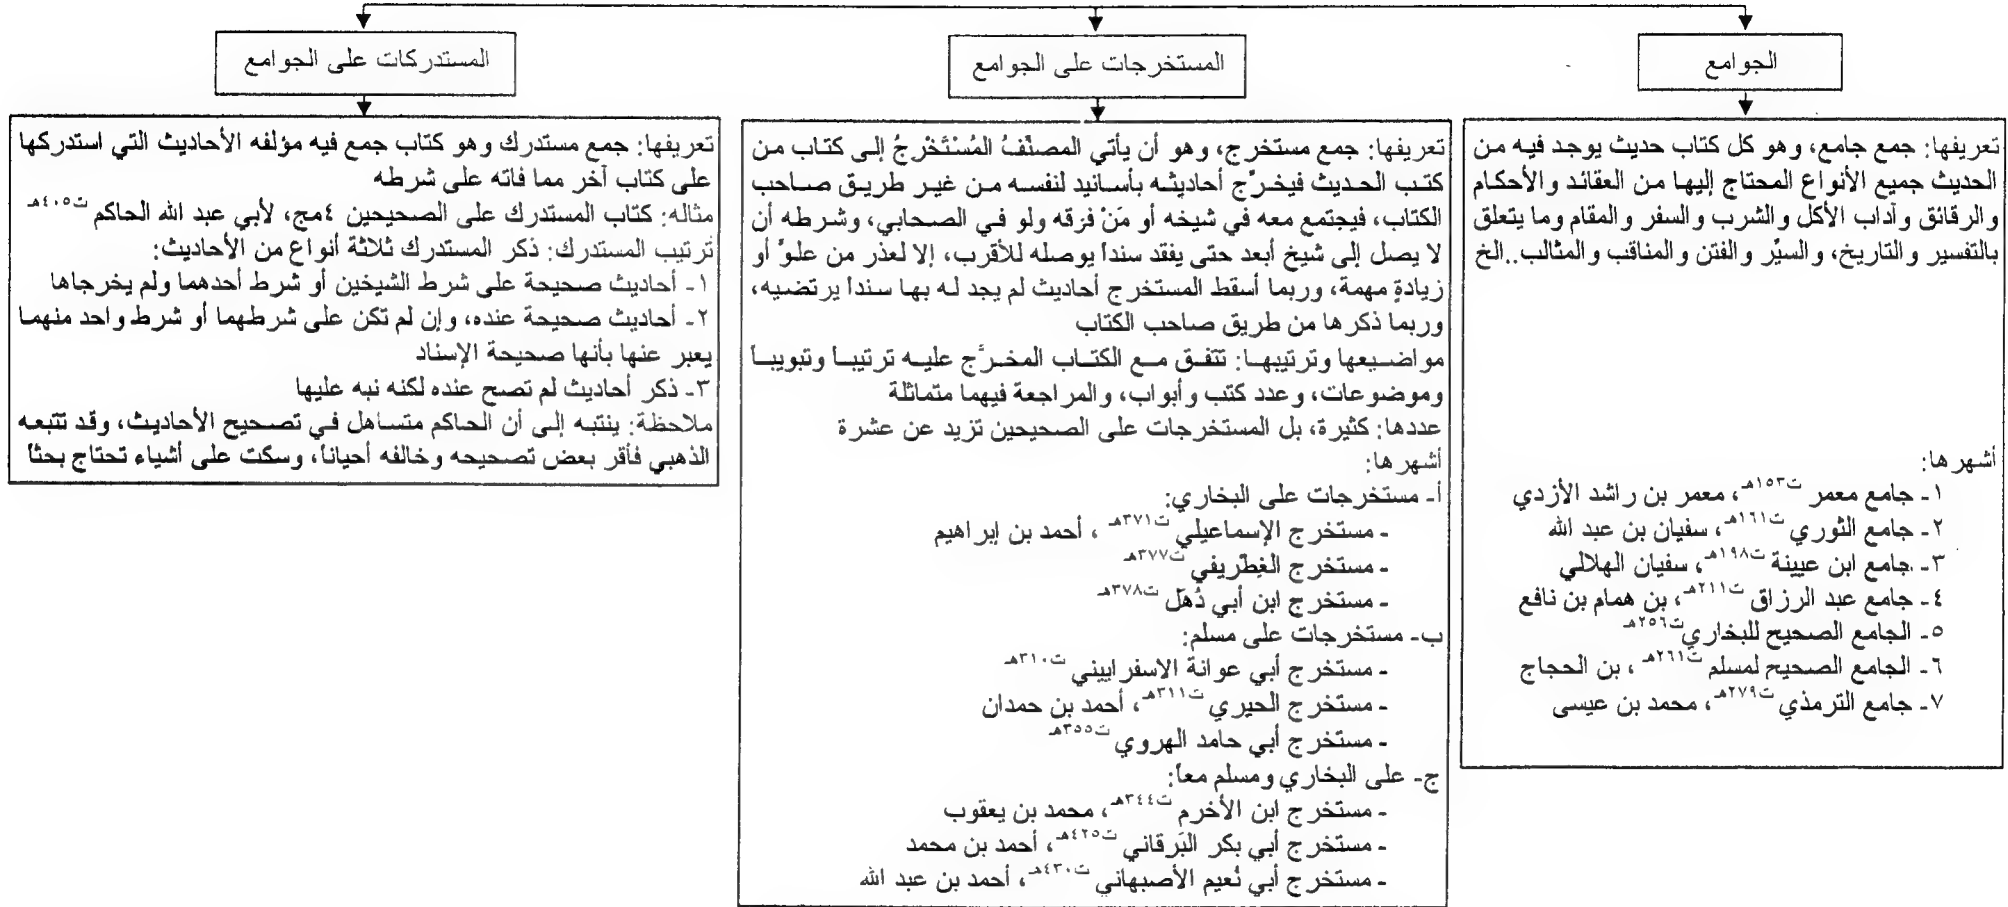 الجوامع
تعريفها: جمع جامع، وهو كل كتاب حديث يوجد فيه من
الحديث جميع الأنواع المحتاج إليها من العقائد والأحكام
والرقائق وآداب الأكل والشرب والسفر والمقام وما يتعلق
بالتفسير والتاريخ، والسيِّر والفتن والمناقب والمثالب..الخ
أشهرها:
١- جامع معمر ت١٥٣هـ، معمر بن راشد الأزدي
٢- جامع الثوري ت١٦١هـ، سفيان بن عبد الله
٣- جامع ابن عيينة ت١٩٨هـ، سفيان الهلالي
٤- جامع عبد الرزاق ت٢١١هـ، بن همام بن نافع
٥- الجامع الصحيح للبخاري ت٢٥٦هـ
٦- الجامع الصحيح لمسلم ت٢٦١هـ، بن الحجاج
٧- جامع الترمذي ت٢٧٩هـ، محمد بن عيسى
المستخرجات على الجوامع
تعريفها: جمع مستخرج، وهو أن يأتي المصنِّفُ المُسْتَخْرِجُ إلى كتاب من
كتب الحديث فيخرِّج أحاديثه بأسانيد لنفسه من غير طريق صاحب
الكتاب، فيجتمع معه في شيخه أو مَنْ فوقه ولو في الصحابي، وشرطه أن
لا يصل إلى شيخ أبعد حتى يفقد سنداً يوصله للأقرب، إلا لعذر من علوٍّ أو
زيادةٍ مهمة، وربما أسقط المستخرج أحاديث لم يجد له بها سنداً يرتضيه،
وربما ذكرها من طريق صاحب الكتاب
مواضيعها وترتيبها: تتفق مع الكتاب المخرَّج عليه ترتيباً وتبويباً
وموضوعات، وعدد كتب وأبواب، والمراجعة فيهما متماثلة
عددها: كثيرة، بل المستخرجات على الصحيحين تزيد عن عشرة
أشهرها:
أ- مستخرجات على البخاري:
- مستخرج الإسماعيلي ت٣٧١هـ، أحمد بن إبراهيم
- مستخرج الغِطْريفي ت٣٧٧هـ
- مستخرج ابن أبي ذُهَل ت٣٧٨هـ
ب- مستخرجات على مسلم:
- مستخرج أبي عوانة الاسفراييني ت٣١٠هـ
- مستخرج الحيري ت٣١١هـ، أحمد بن حمدان
- مستخرج أبي حامد الهروي ت٣٥٥هـ
ج- على البخاري ومسلم معاً:
- مستخرج ابن الأخرم ت٣٤٤هـ، محمد بن يعقوب
- مستخرج أبي بكر البَرقاني ت٤٢٥هـ، أحمد بن محمد
- مستخرج أبي نُعيم الأصبهاني ت٤٣٠هـ، أحمد بن عبد الله
المستدركات على الجوامع
تعريفها: جمع مستدرك وهو كتاب جمع فيه مؤلفه الأحاديث التي استدركها
على كتاب آخر مما فاته على شرطه
مثاله: كتاب المستدرك على الصحيحين ٤مج، لأبي عبد الله الحاكم ت٤٠٥هـ
ترتيب المستدرك: ذكر المستدرك ثلاثة أنواع من الأحاديث:
١- أحاديث صحيحة على شرط الشيخين أو شرط أحدهما ولم يخرجاها
٢- أحاديث صحيحة عنده، وإن لم تكن على شرطهما أو شرط واحد منهما
يعبر عنها بأنها صحيحة الإسناد
٣- ذكر أحاديث لم تصح عنده لكنه نبه عليها
ملاحظة: ينتبه إلى أن الحاكم متساهل في تصحيح الأحاديث، وقد تتبعه
الذهبي فأقر بعض تصحيحه وخالفه أحياناً، وسكت على أشياء تحتاج بحثاً